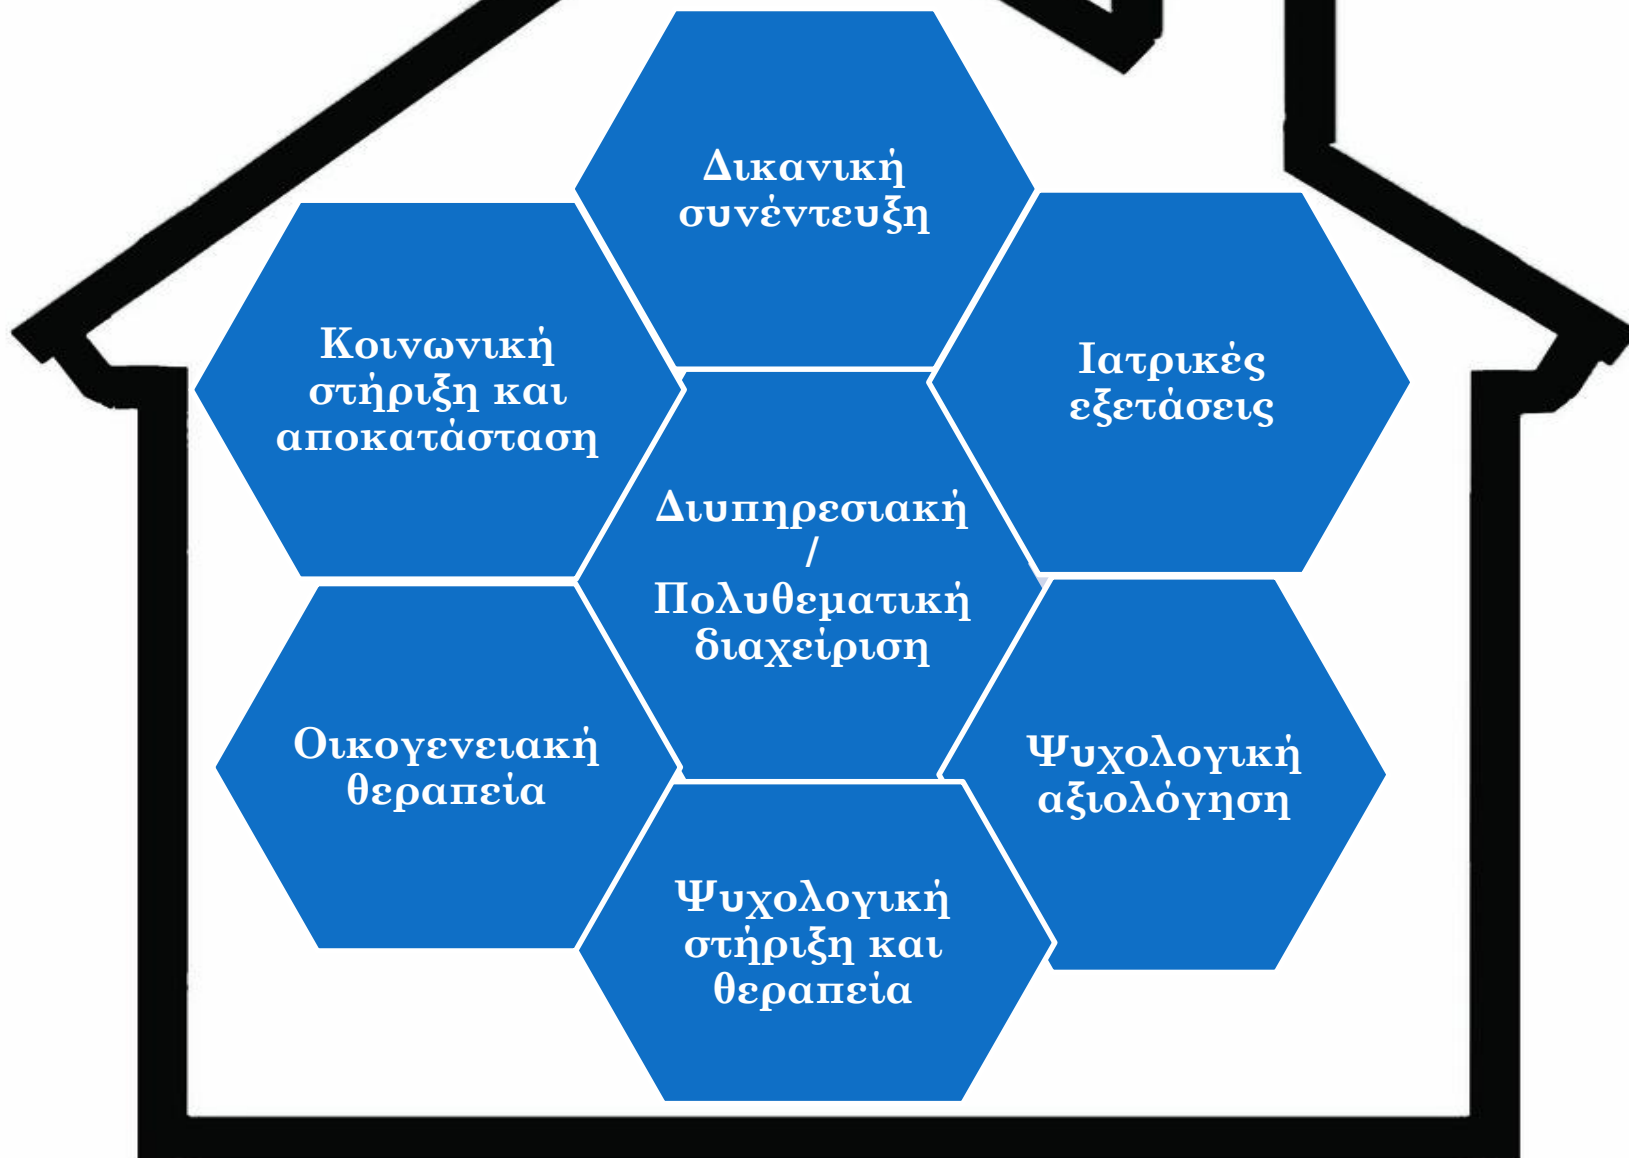 Δικανική
συνέντευξη
Κοινωνική
στήριξη και
αποκατάσταση
Ιατρικές
εξετάσεις
Διυπηρεσιακή
/
Πολυθεματική
διαχείριση
Οικογενειακή
θεραπεία
Ψυχολογική
αξιολόγηση
Ψυχολογική
στήριξη και
θεραπεία